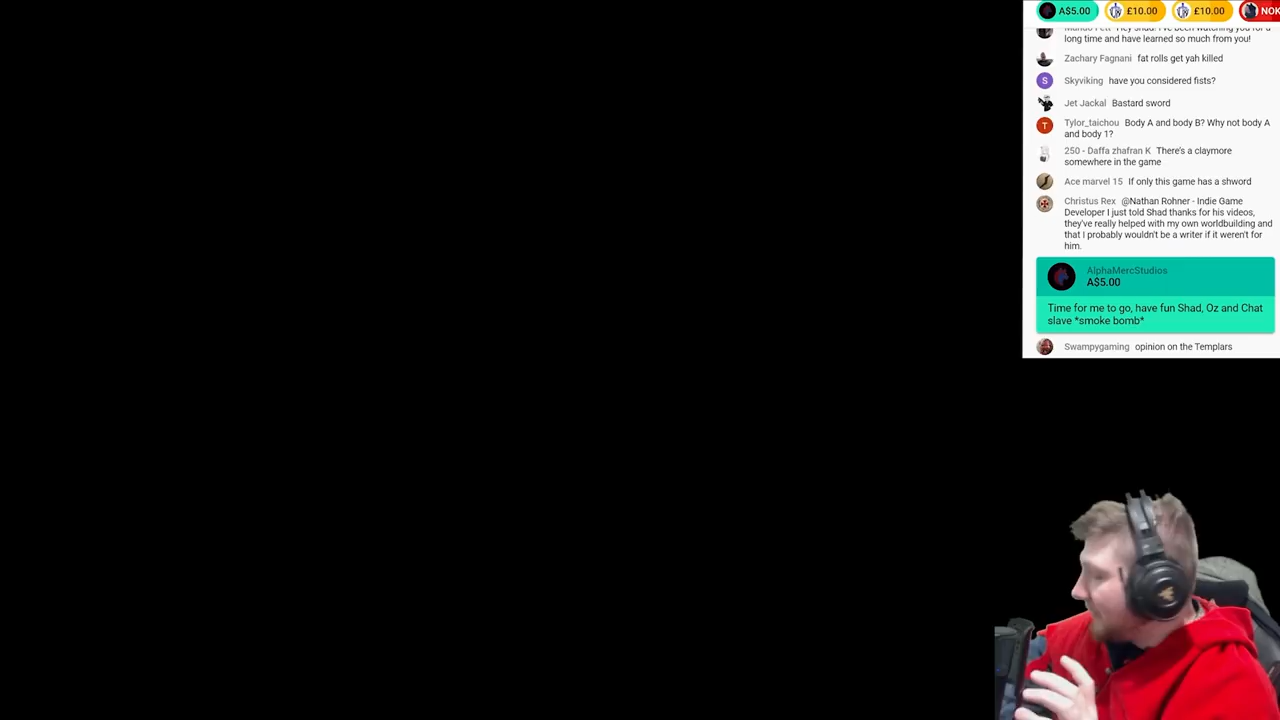 A$5.00 £10.00 £10.00 NOK
long time and have learned so much from you!
Zachary Fagnani fat rolls get yah killed
S Skyviking have you considered fists?
Jet Jackal Bastard sword
T Tylor_taichou Body A and body B? Why not body A
and body 1?
250 - Daffa zhafran K There's a claymore
somewhere in the game
Ace marvel 15 If only this game has a shword
Christus Rex @Nathan Rohner - Indie Game
Developer I just told Shad thanks for his videos,
they've really helped with my own worldbuilding and
that I probably wouldn't be a writer if it weren't for
him.
AlphaMercStudios
A$5.00
Time for me to go, have fun Shad, Oz and Chat
slave *smoke bomb*
Swampygaming opinion on the Templars